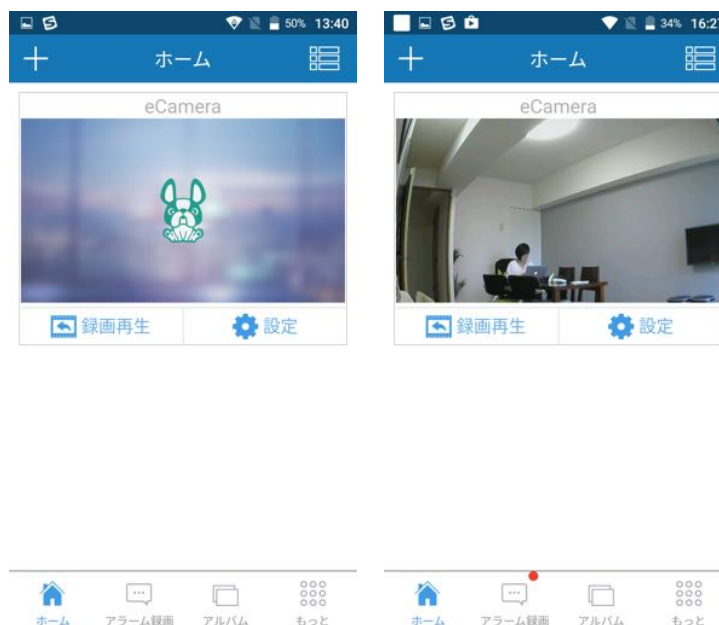 50% 13:40
ホーム
eCamera
録画再生 設定
ホーム アラーム録画 アルバム もっと
34% 16:27
ホーム
eCamera
録画再生 設定
ホーム アラーム録画 アルバム もっと